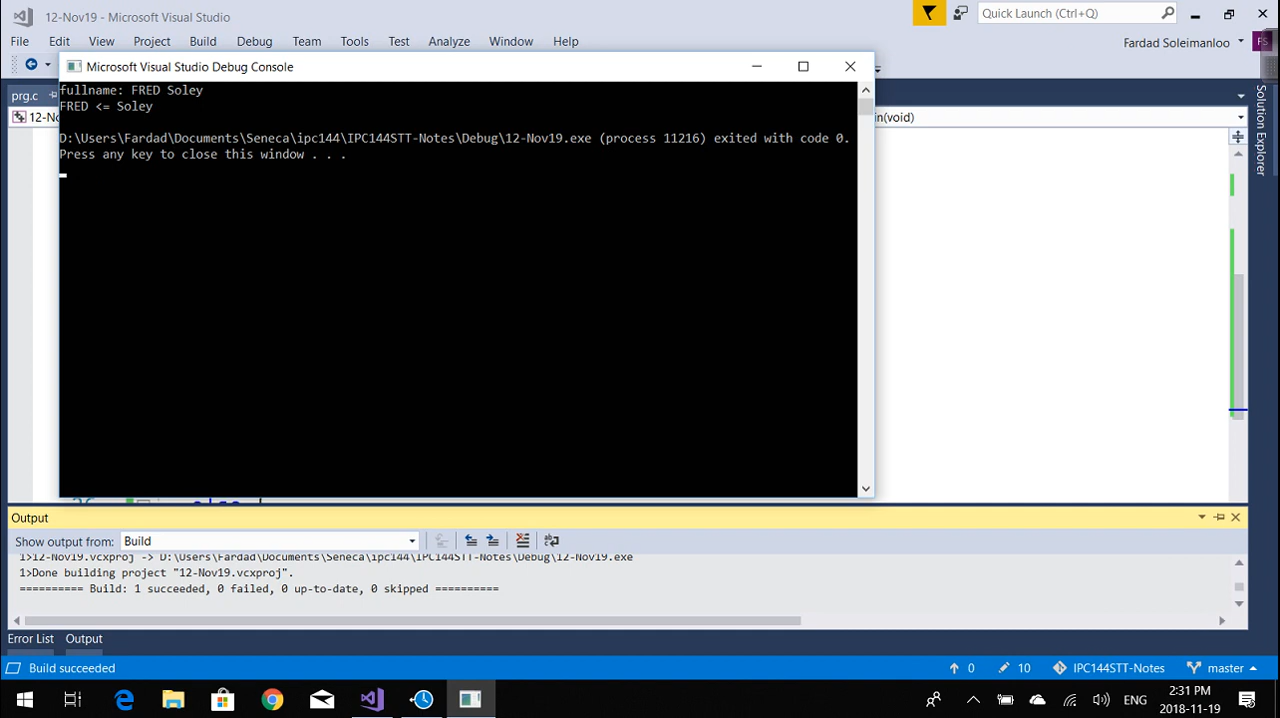 12-Nov19 - Microsoft Visual Studio
Quick Launch (Ctrl+Q)
File Edit View Project Build Debug Team Tools Test Analyze Window Help
Fardad Soleimanloo
FS
Microsoft Visual Studio Debug Console
prg.c
12-No
in(void)
Solution Explorer
fullname: FRED Soley
FRED <= Soley
D:\Users\Fardad\Documents\Seneca\ipc144\IPC144STT-Notes\Debug\12-Nov19.exe (process 11216) exited with code 0.
Press any key to close this window . . .
Output
Show output from: Build
1>12-Nov19.vcxproj -> D:\Users\Fardad\Documents\Seneca\ipc144\IPC144STT-Notes\Debug\12-Nov19.exe
1>Done building project "12-Nov19.vcxproj".
========== Build: 1 succeeded, 0 failed, 0 up-to-date, 0 skipped ==========
Error List Output
Build succeeded
0
10
IPC144STT-Notes
master
ENG
2:31 PM
2018-11-19